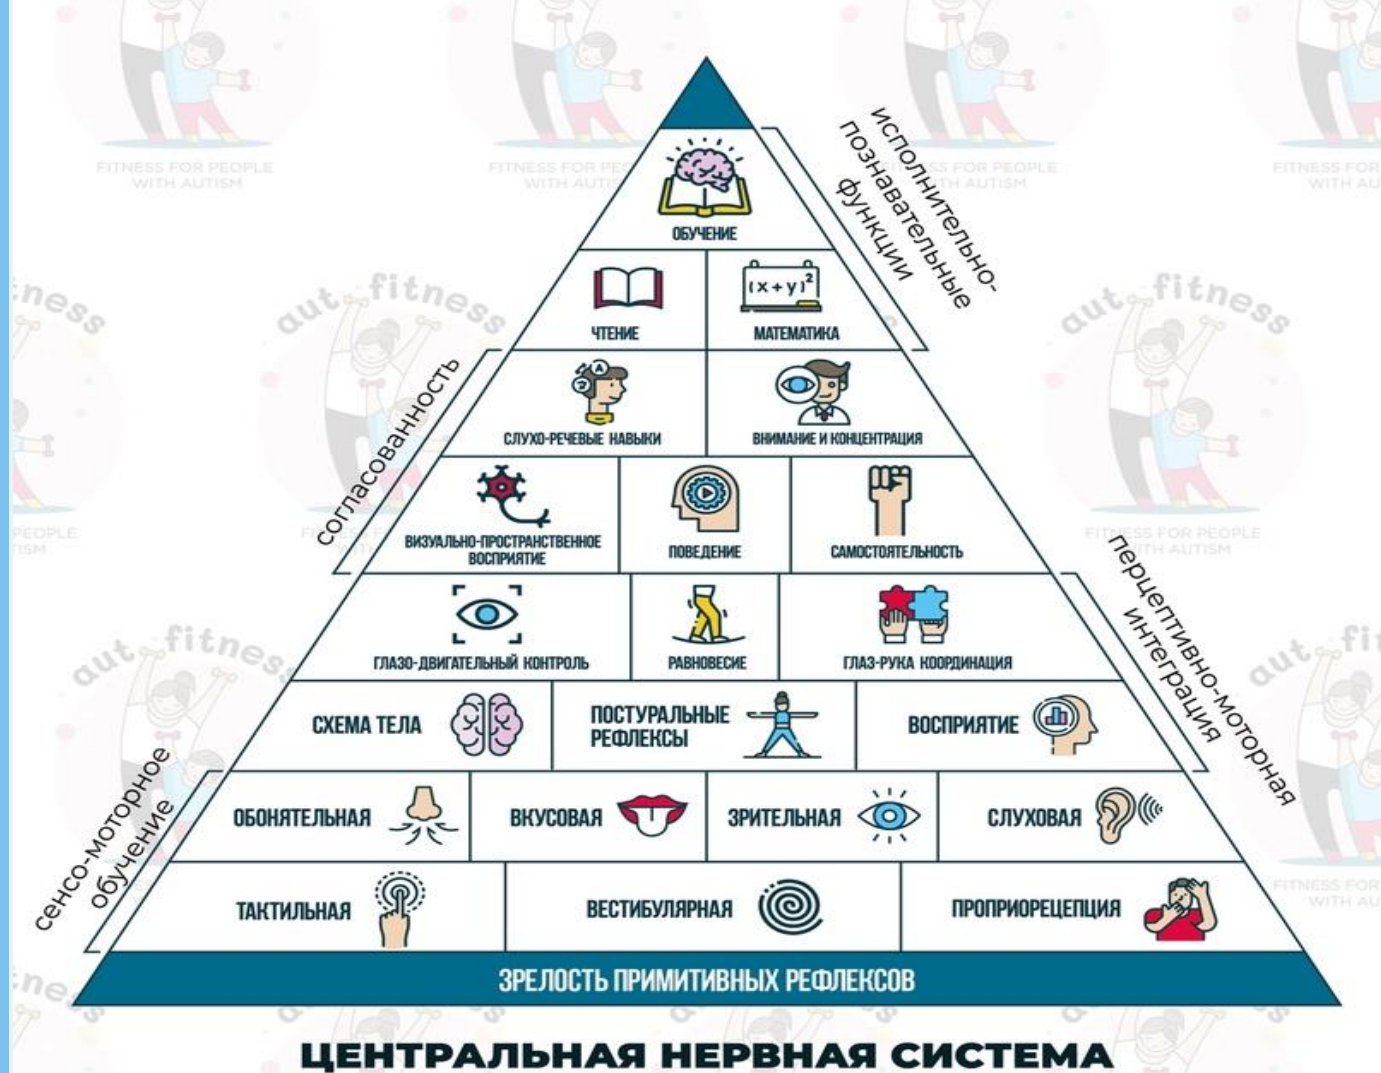 исполнительно-
познавательные
функции
ОБУЧЕНИЕ
(x+y)²
ЧТЕНИЕ
МАТЕМАТИКА
согласованность
A
СЛУХО-РЕЧЕВЫЕ НАВЫКИ
ВНИМАНИЕ И КОНЦЕНТРАЦИЯ
ВИЗУАЛЬНО-ПРОСТРАНСТВЕННОЕ
ВОСПРИЯТИЕ
ПОВЕДЕНИЕ
САМОСТОЯТЕЛЬНОСТЬ
перцептивно-моторная
интеграция
ГЛАЗО-ДВИГАТЕЛЬНЫЙ КОНТРОЛЬ
РАВНОВЕСИЕ
ГЛАЗ-РУКА КООРДИНАЦИЯ
СХЕМА ТЕЛА
ПОСТУРАЛЬНЫЕ
РЕФЛЕКСЫ
ВОСПРИЯТИЕ
сенсо-моторное
обучение
ОБОНЯТЕЛЬНАЯ
ВКУСОВАЯ
ЗРИТЕЛЬНАЯ
СЛУХОВАЯ
ТАКТИЛЬНАЯ
ВЕСТИБУЛЯРНАЯ
ПРОПРИОРЕЦЕПЦИЯ
ЗРЕЛОСТЬ ПРИМИТИВНЫХ РЕФЛЕКСОВ
ЦЕНТРАЛЬНАЯ НЕРВНАЯ СИСТЕМА
aut fitness
FITNESS FOR PEOPLE
WITH AUTISM